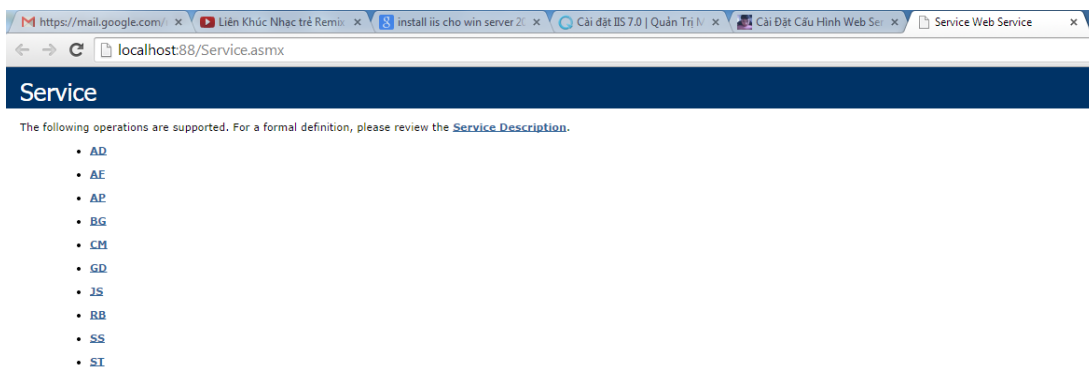 https://mail.google.com/ Liên Khúc Nhạc trẻ Remix install iis cho win server 20 Cài đặt IIS 7.0 | Quản Trị Cài Đặt Cấu Hình Web Ser Service Web Service
localhost:88/Service.asmx
Service
The following operations are supported. For a formal definition, please review the Service Description.
AD
AF
AP
BG
CM
GD
JS
RB
SS
ST